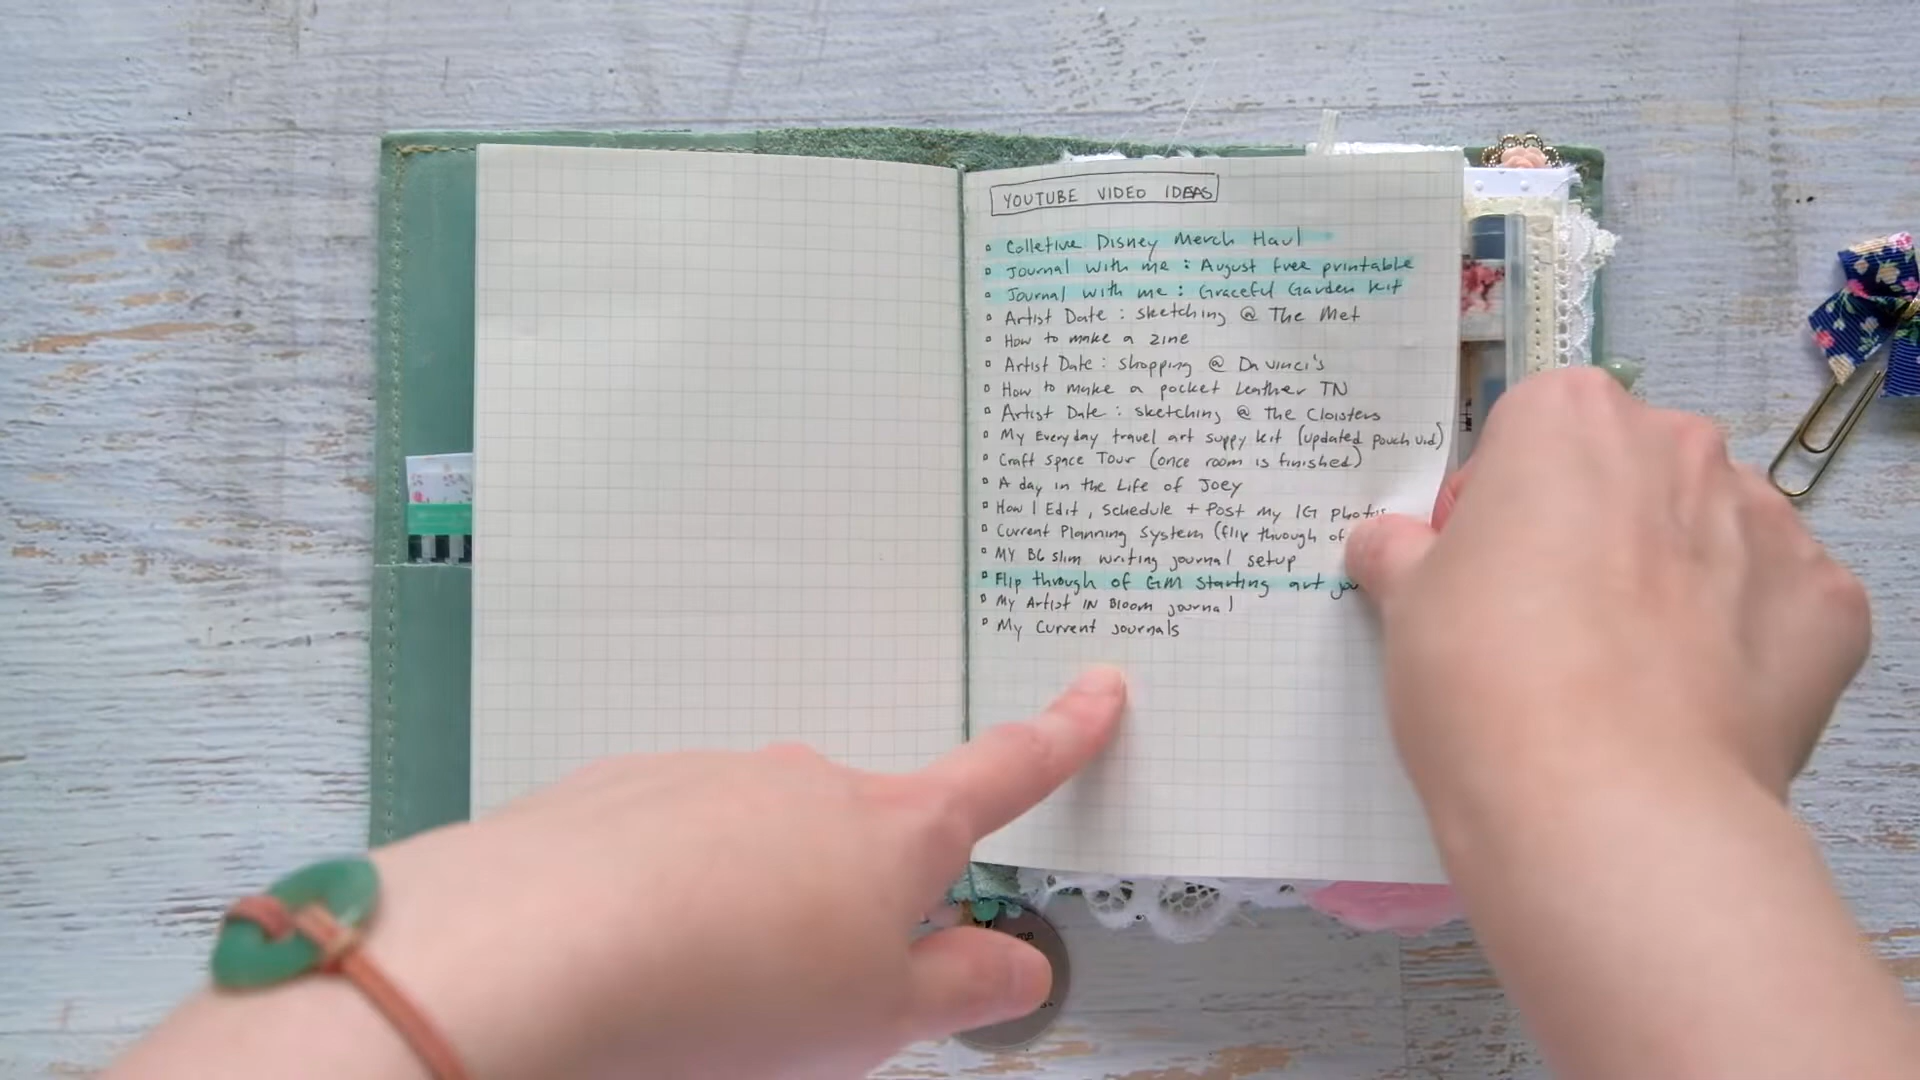 YOUTUBE VIDEO IDEAS
Colletive Disney Merch Haul
Journal with me : August free printable
Journal with me : Graceful Garden kit
Artist Date : sketching @ The Met
How to make a zine
Artist Date : shopping @ Da Vinci's
How to make a pocket Leather TN
Artist Date : sketching @ The Cloisters
My Everyday travel art suppy kit (updated pouch vid)
Craft space Tour (once room is finished)
A day in the Life of Joey
How I Edit, Schedule + Post my IG photos
Current Planning System (flip through of
MY B6 slim writing journal setup
Flip through of GM Starting art jou
My Artist IN Bloom journal
My Current journals